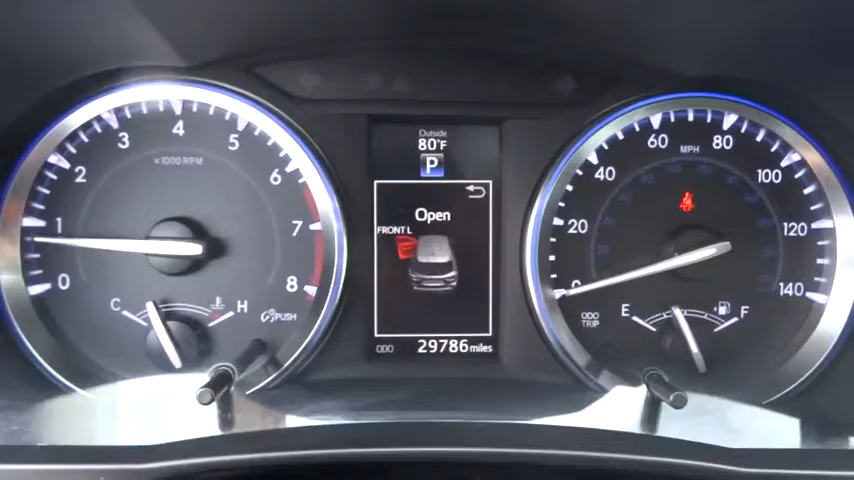 0
1
2
3
4
5
6
7
8
×1000 RPM
C
H
PUSH
Outside
80°F
P
Open
FRONT L
ODO 29786 miles
20
40
60
80
100
120
140
MPH
ODO
TRIP
E
F